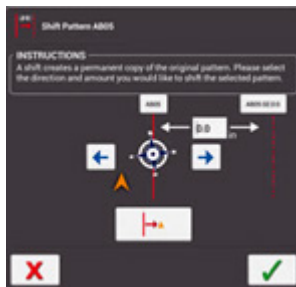 Shift Pattern AB05
INSTRUCTIONS
A shift creates a permanent copy of the original pattern. Please select
the direction and amount you would like to shift the selected pattern.
AB05
0.0
in